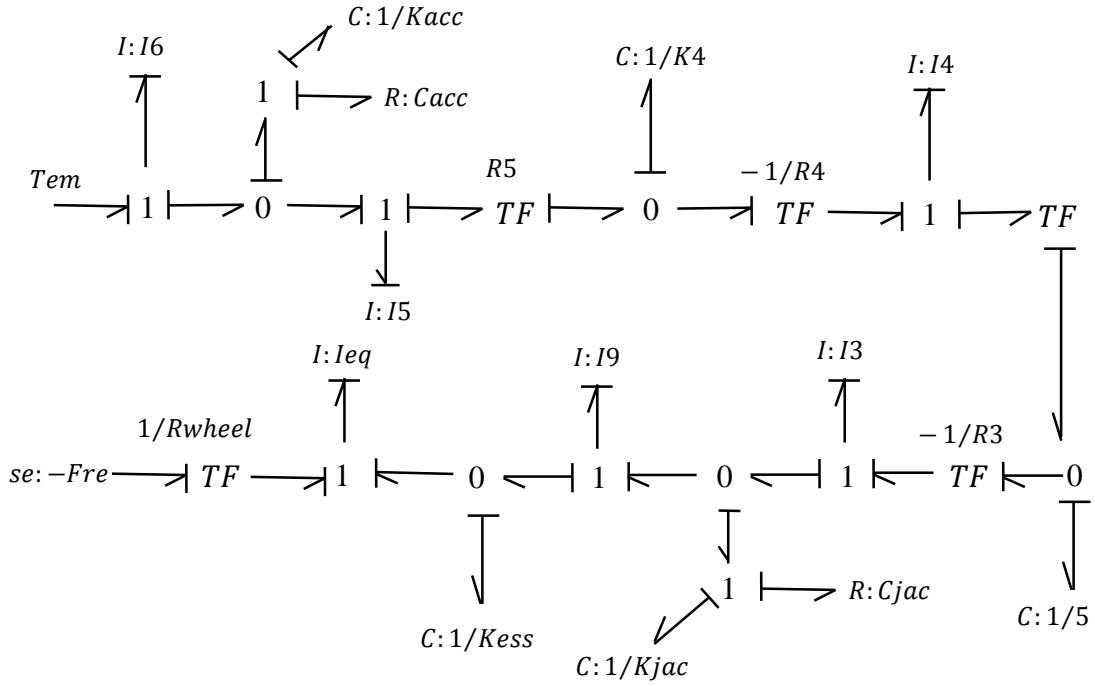 C: 1/Kacc
I: I6
C: 1/K4
I: I4
1
R: Cacc
R5
− 1/R4
Tem
1
0
1
TF
0
TF
1
TF
I: I5
I: Ieq
I: I9
I: I3
1/Rwheel
− 1/R3
se: −Fre
TF
1
0
1
0
1
TF
0
1
R: Cjac
C: 1/5
C: 1/Kess
C: 1/Kjac